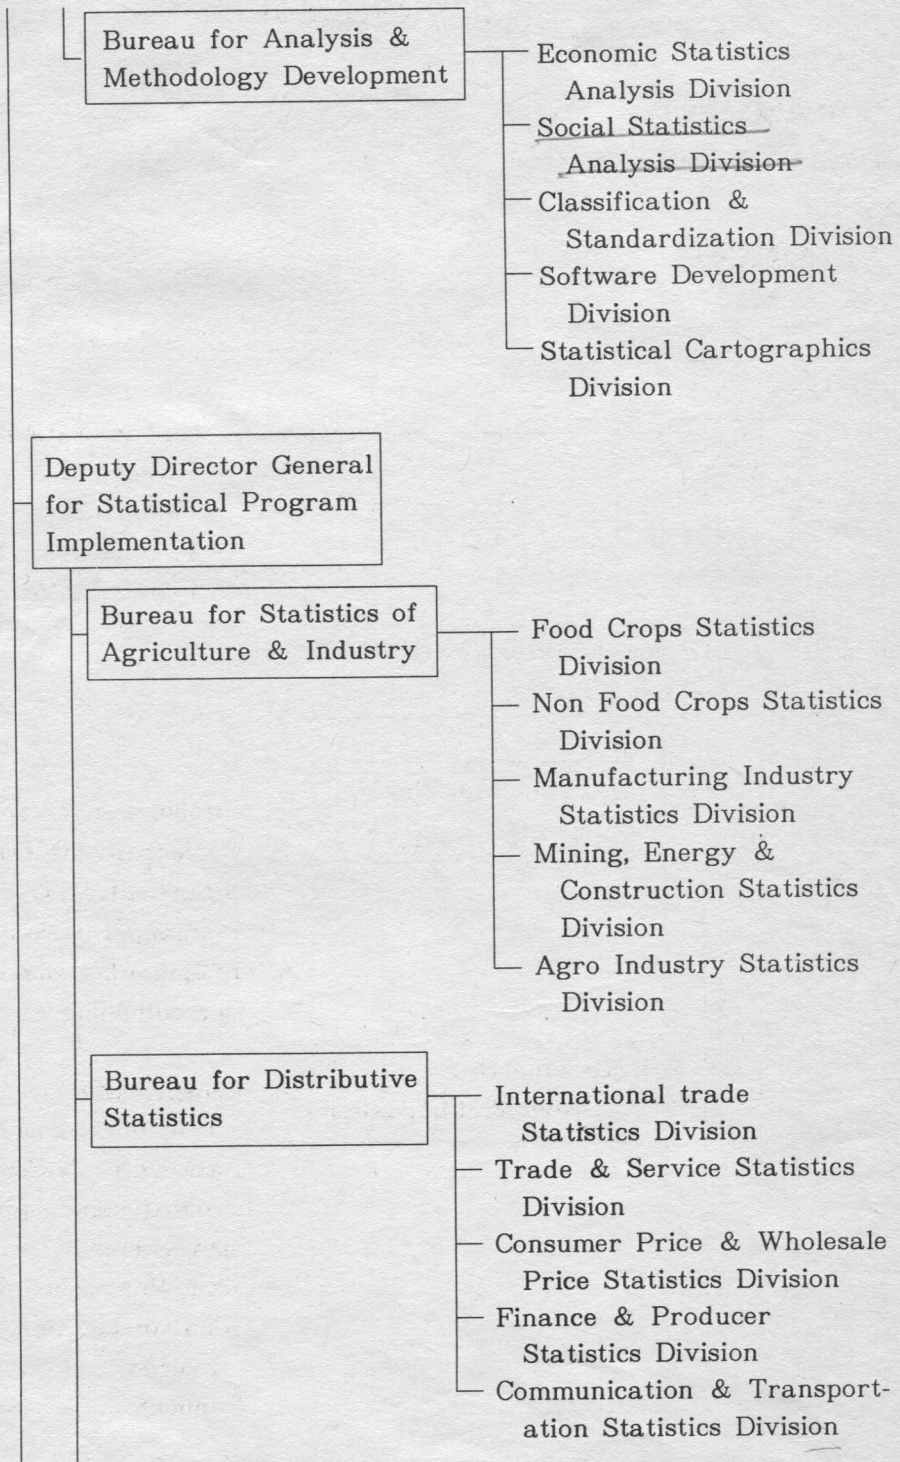 Bureau for Analysis &
Methodology Development
Economic Statistics
Analysis Division
Social Statistics
Analysis Division
Classification &
Standardization Division
Software Development
Division
Statistical Cartographics
Division
Deputy Director General
for Statistical Program
Implementation
Bureau for Statistics of
Agriculture & Industry
Food Crops Statistics
Division
Non Food Crops Statistics
Division
Manufacturing Industry
Statistics Division
Mining, Energy &
Construction Statistics
Division
Agro Industry Statistics
Division
Bureau for Distributive
Statistics
International trade
Statistics Division
Trade & Service Statistics
Division
Consumer Price & Wholesale
Price Statistics Division
Finance & Producer
Statistics Division
Communication & Transport-
ation Statistics Division